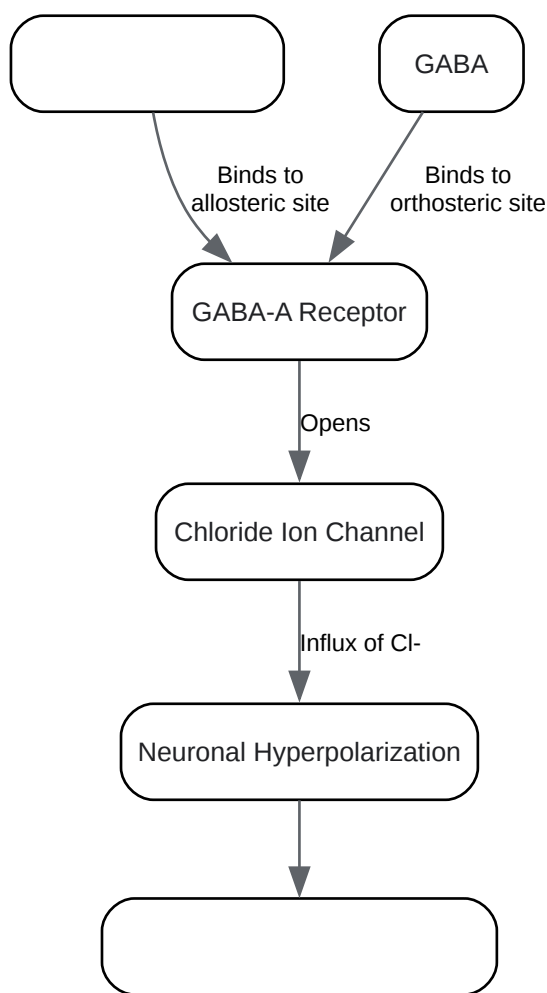 GABA
Binds to
allosteric site
Binds to
orthosteric site
GABA-A Receptor
Opens
Chloride Ion Channel
Influx of Cl-
Neuronal Hyperpolarization